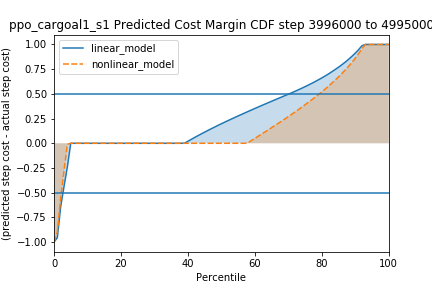 ppo_cargoal1_s1 Predicted Cost Margin CDF step 3996000 to 4995000
(predicted step cost - actual step cost)
1.00
0.75
0.50
0.25
0.00
−0.25
−0.50
−0.75
−1.00
linear_model
nonlinear_model
0 20 40 60 80 100
Percentile